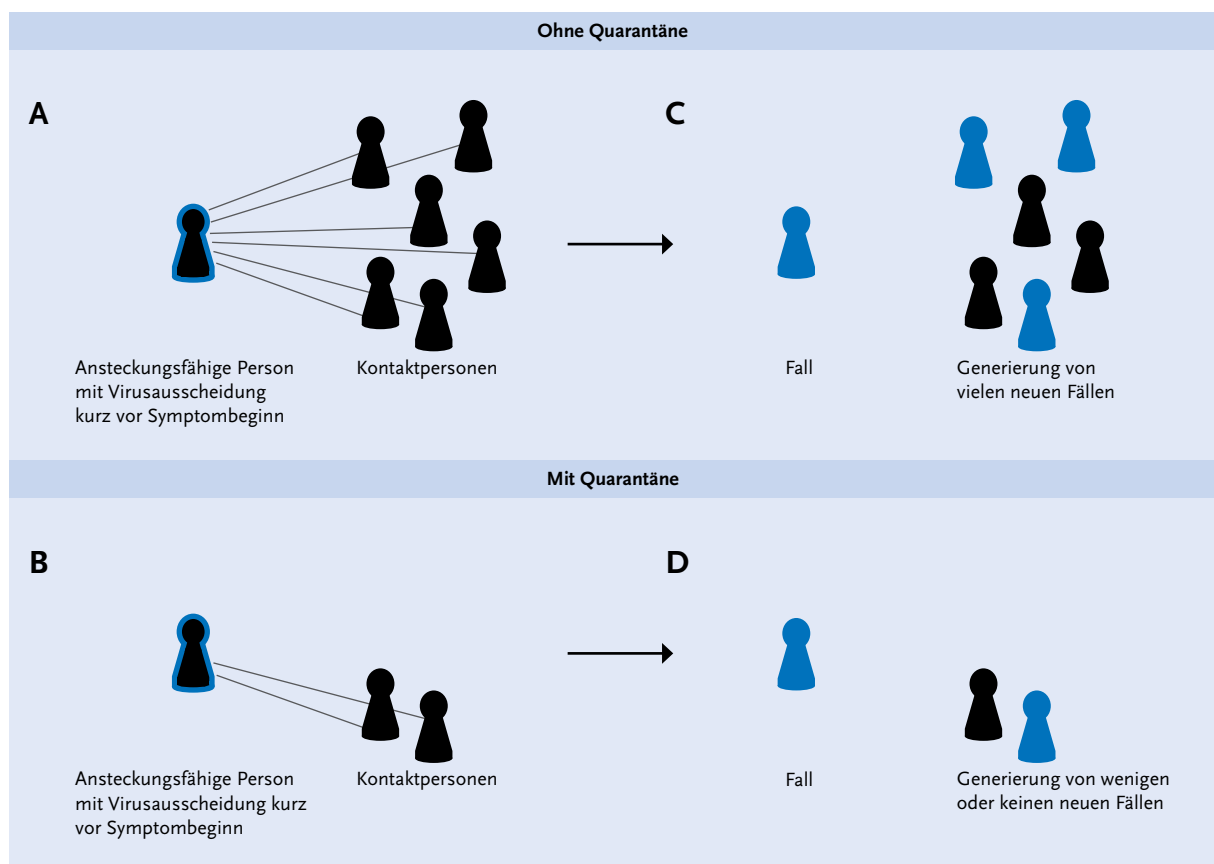 Ohne Quarantäne
A
C
Ansteckungsfähige Person
mit Virusausscheidung
kurz vor Symptombeginn
Kontaktpersonen
Fall
Generierung von
vielen neuen Fällen
Mit Quarantäne
B
D
Ansteckungsfähige Person
mit Virusausscheidung kurz
vor Symptombeginn
Kontaktpersonen
Fall
Generierung von wenigen
oder keinen neuen Fällen